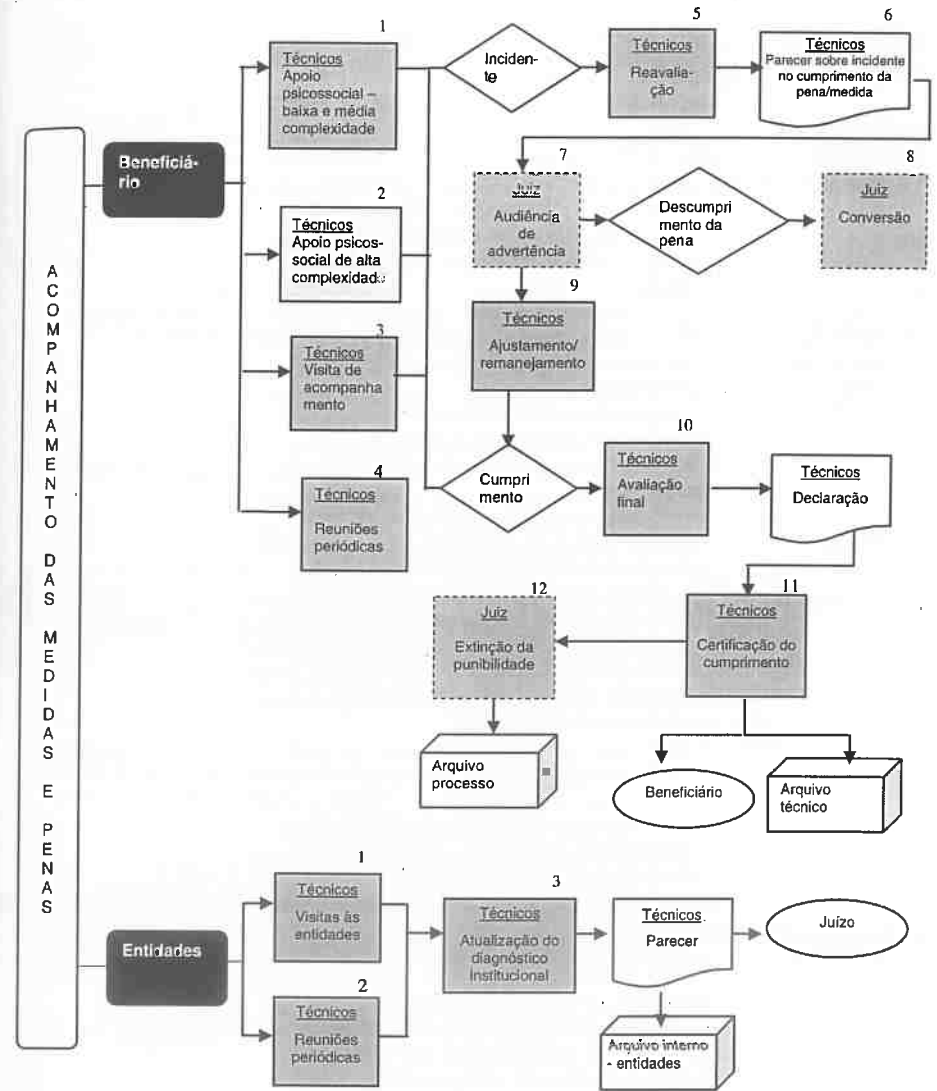 ACOMPANHAMENTO DAS MEDIDAS E PENAS
Beneficiá-
rio
1
Técnicos
Apoio
psicossocial –
baixa e média
complexidade
Inciden-
te
5
Técnicos
Reavalia-
ção
6
Técnicos
Parecer sobre incidente
no cumprimento da
pena/medida
2
Técnicos
Apoio psicos-
social de alta
complexidade
7
Juiz
Audiência
de
advertência
Descumpri
mento da
pena
8
Juiz
Conversão
3
Técnicos
Visita de
acompanha
mento
9
Técnicos
Ajustamento/
remanejamento
4
Técnicos
Reuniões
periódicas
Cumpri
mento
10
Técnicos
Avaliação
final
Técnicos
Declaração
12
Juiz
Extinção da
punibilidade
11
Técnicos
Certificação do
cumprimento
Arquivo
processo
Beneficiário
Arquivo
técnico
Entidades
1
Técnicos
Visitas às
entidades
2
Técnicos
Reuniões
periódicas
3
Técnicos
Atualização do
diagnóstico
Institucional
Técnicos.
Parecer
Juízo
Arquivo interno
- entidades